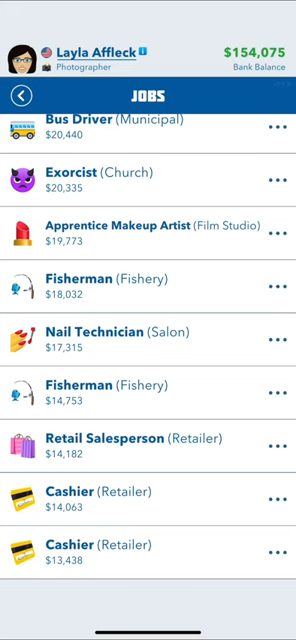 Layla Affleck
$154,075
Photographer
Bank Balance
JOBS
Bus Driver (Municipal)
$20,440
Exorcist (Church)
$20,335
Apprentice Makeup Artist (Film Studio)
$19,773
Fisherman (Fishery)
$18,032
Nail Technician (Salon)
$17,315
Fisherman (Fishery)
$14,753
Retail Salesperson (Retailer)
$14,182
Cashier (Retailer)
$14,063
Cashier (Retailer)
$13,438